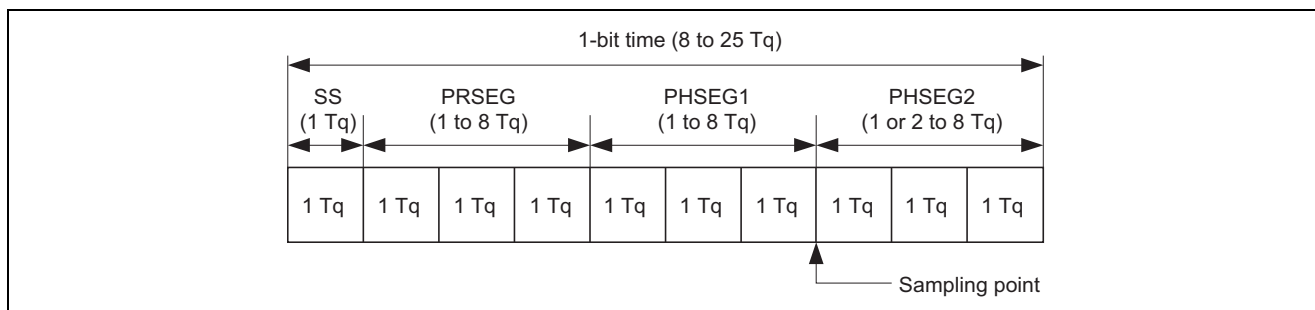 1-bit time (8 to 25 Tq)
SS
(1 Tq)
PRSEG
(1 to 8 Tq)
PHSEG1
(1 to 8 Tq)
PHSEG2
(1 or 2 to 8 Tq)
1 Tq 1 Tq 1 Tq 1 Tq 1 Tq 1 Tq 1 Tq 1 Tq 1 Tq 1 Tq
Sampling point